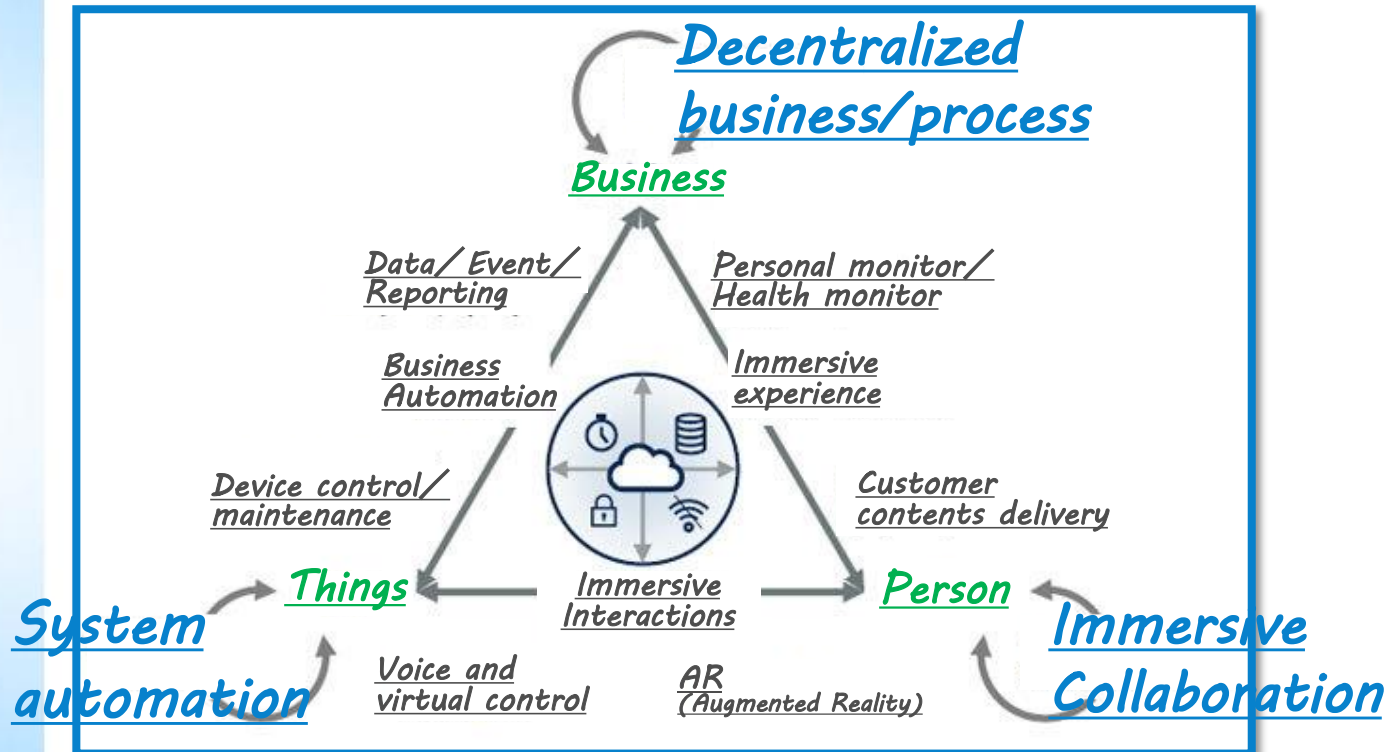 Decentralized
business/process
Business
Data/Event/
Reporting
Personal monitor/
Health monitor
Business
Automation
Immersive
experience
Device control/
maintenance
Customer
contents delivery
Things
Immersive
Interactions
Person
System
automation
Immersive
Collaboration
Voice and
virtual control
AR
(Augmented Reality)